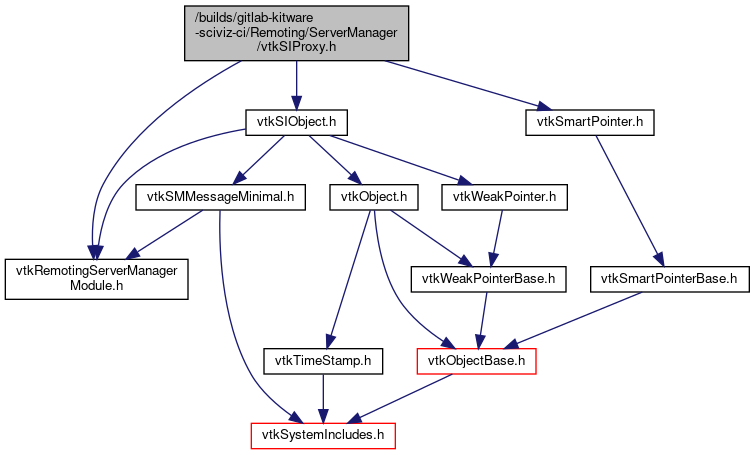 /builds/gitlab-kitware
-sciviz-ci/Remoting/ServerManager
/vtkSIProxy.h
vtkSIObject.h
vtkSmartPointer.h
vtkSMMessageMinimal.h
vtkObject.h
vtkWeakPointer.h
vtkRemotingServerManager
Module.h
vtkWeakPointerBase.h
vtkSmartPointerBase.h
vtkTimeStamp.h
vtkObjectBase.h
vtkSystemIncludes.h